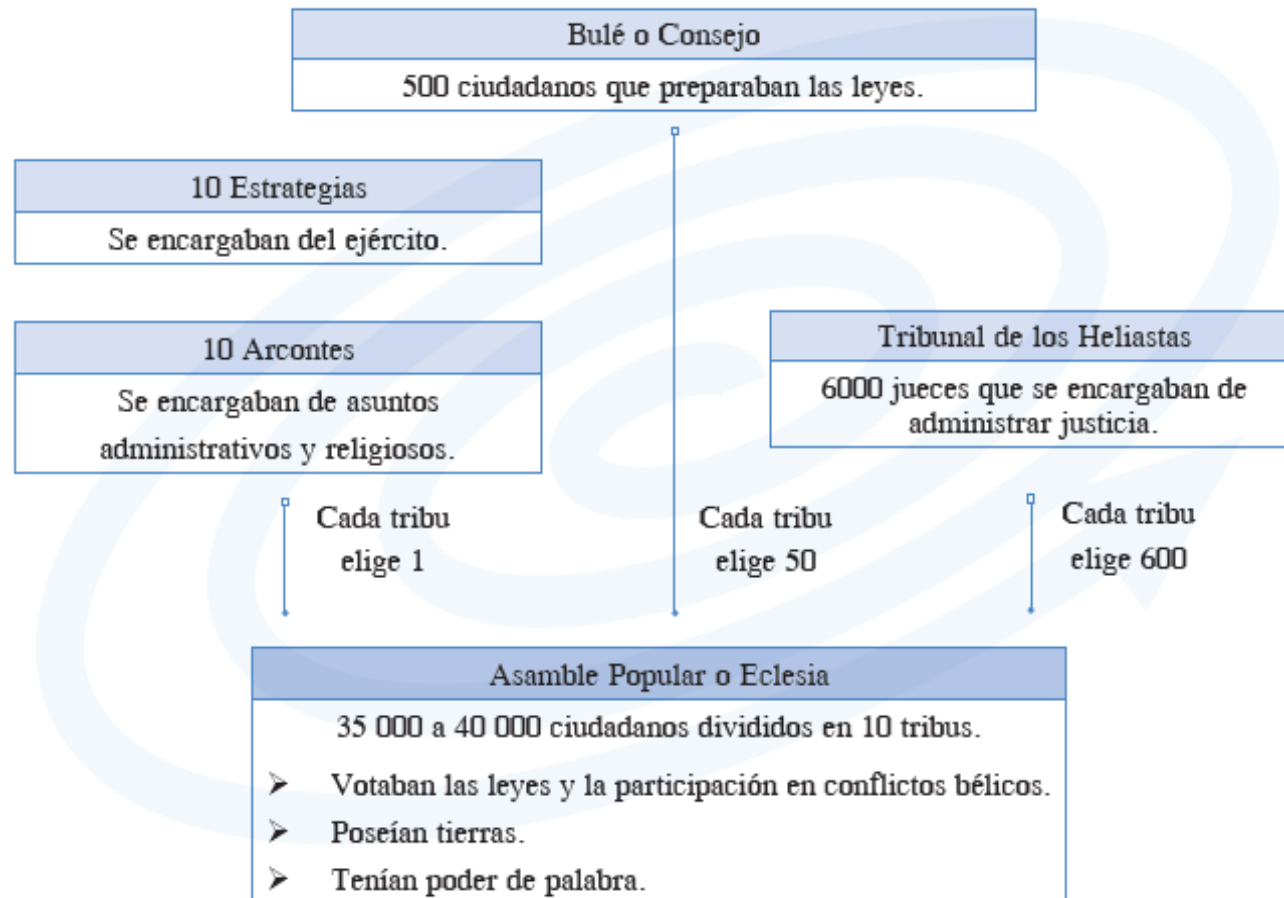 Bulé o Consejo
500 ciudadanos que preparaban las leyes.
10 Estrategias
Se encargaban del ejército.
10 Arcontes
Se encargaban de asuntos
administrativos y religiosos.
Tribunal de los Heliastas
6000 jueces que se encargaban de
administrar justicia.
Cada tribu
elige 1
Cada tribu
elige 50
Cada tribu
elige 600
Asamble Popular o Eclesia
35 000 a 40 000 ciudadanos divididos en 10 tribus.
➢ Votaban las leyes y la participación en conflictos bélicos.
➢ Poseían tierras.
➢ Tenían poder de palabra.